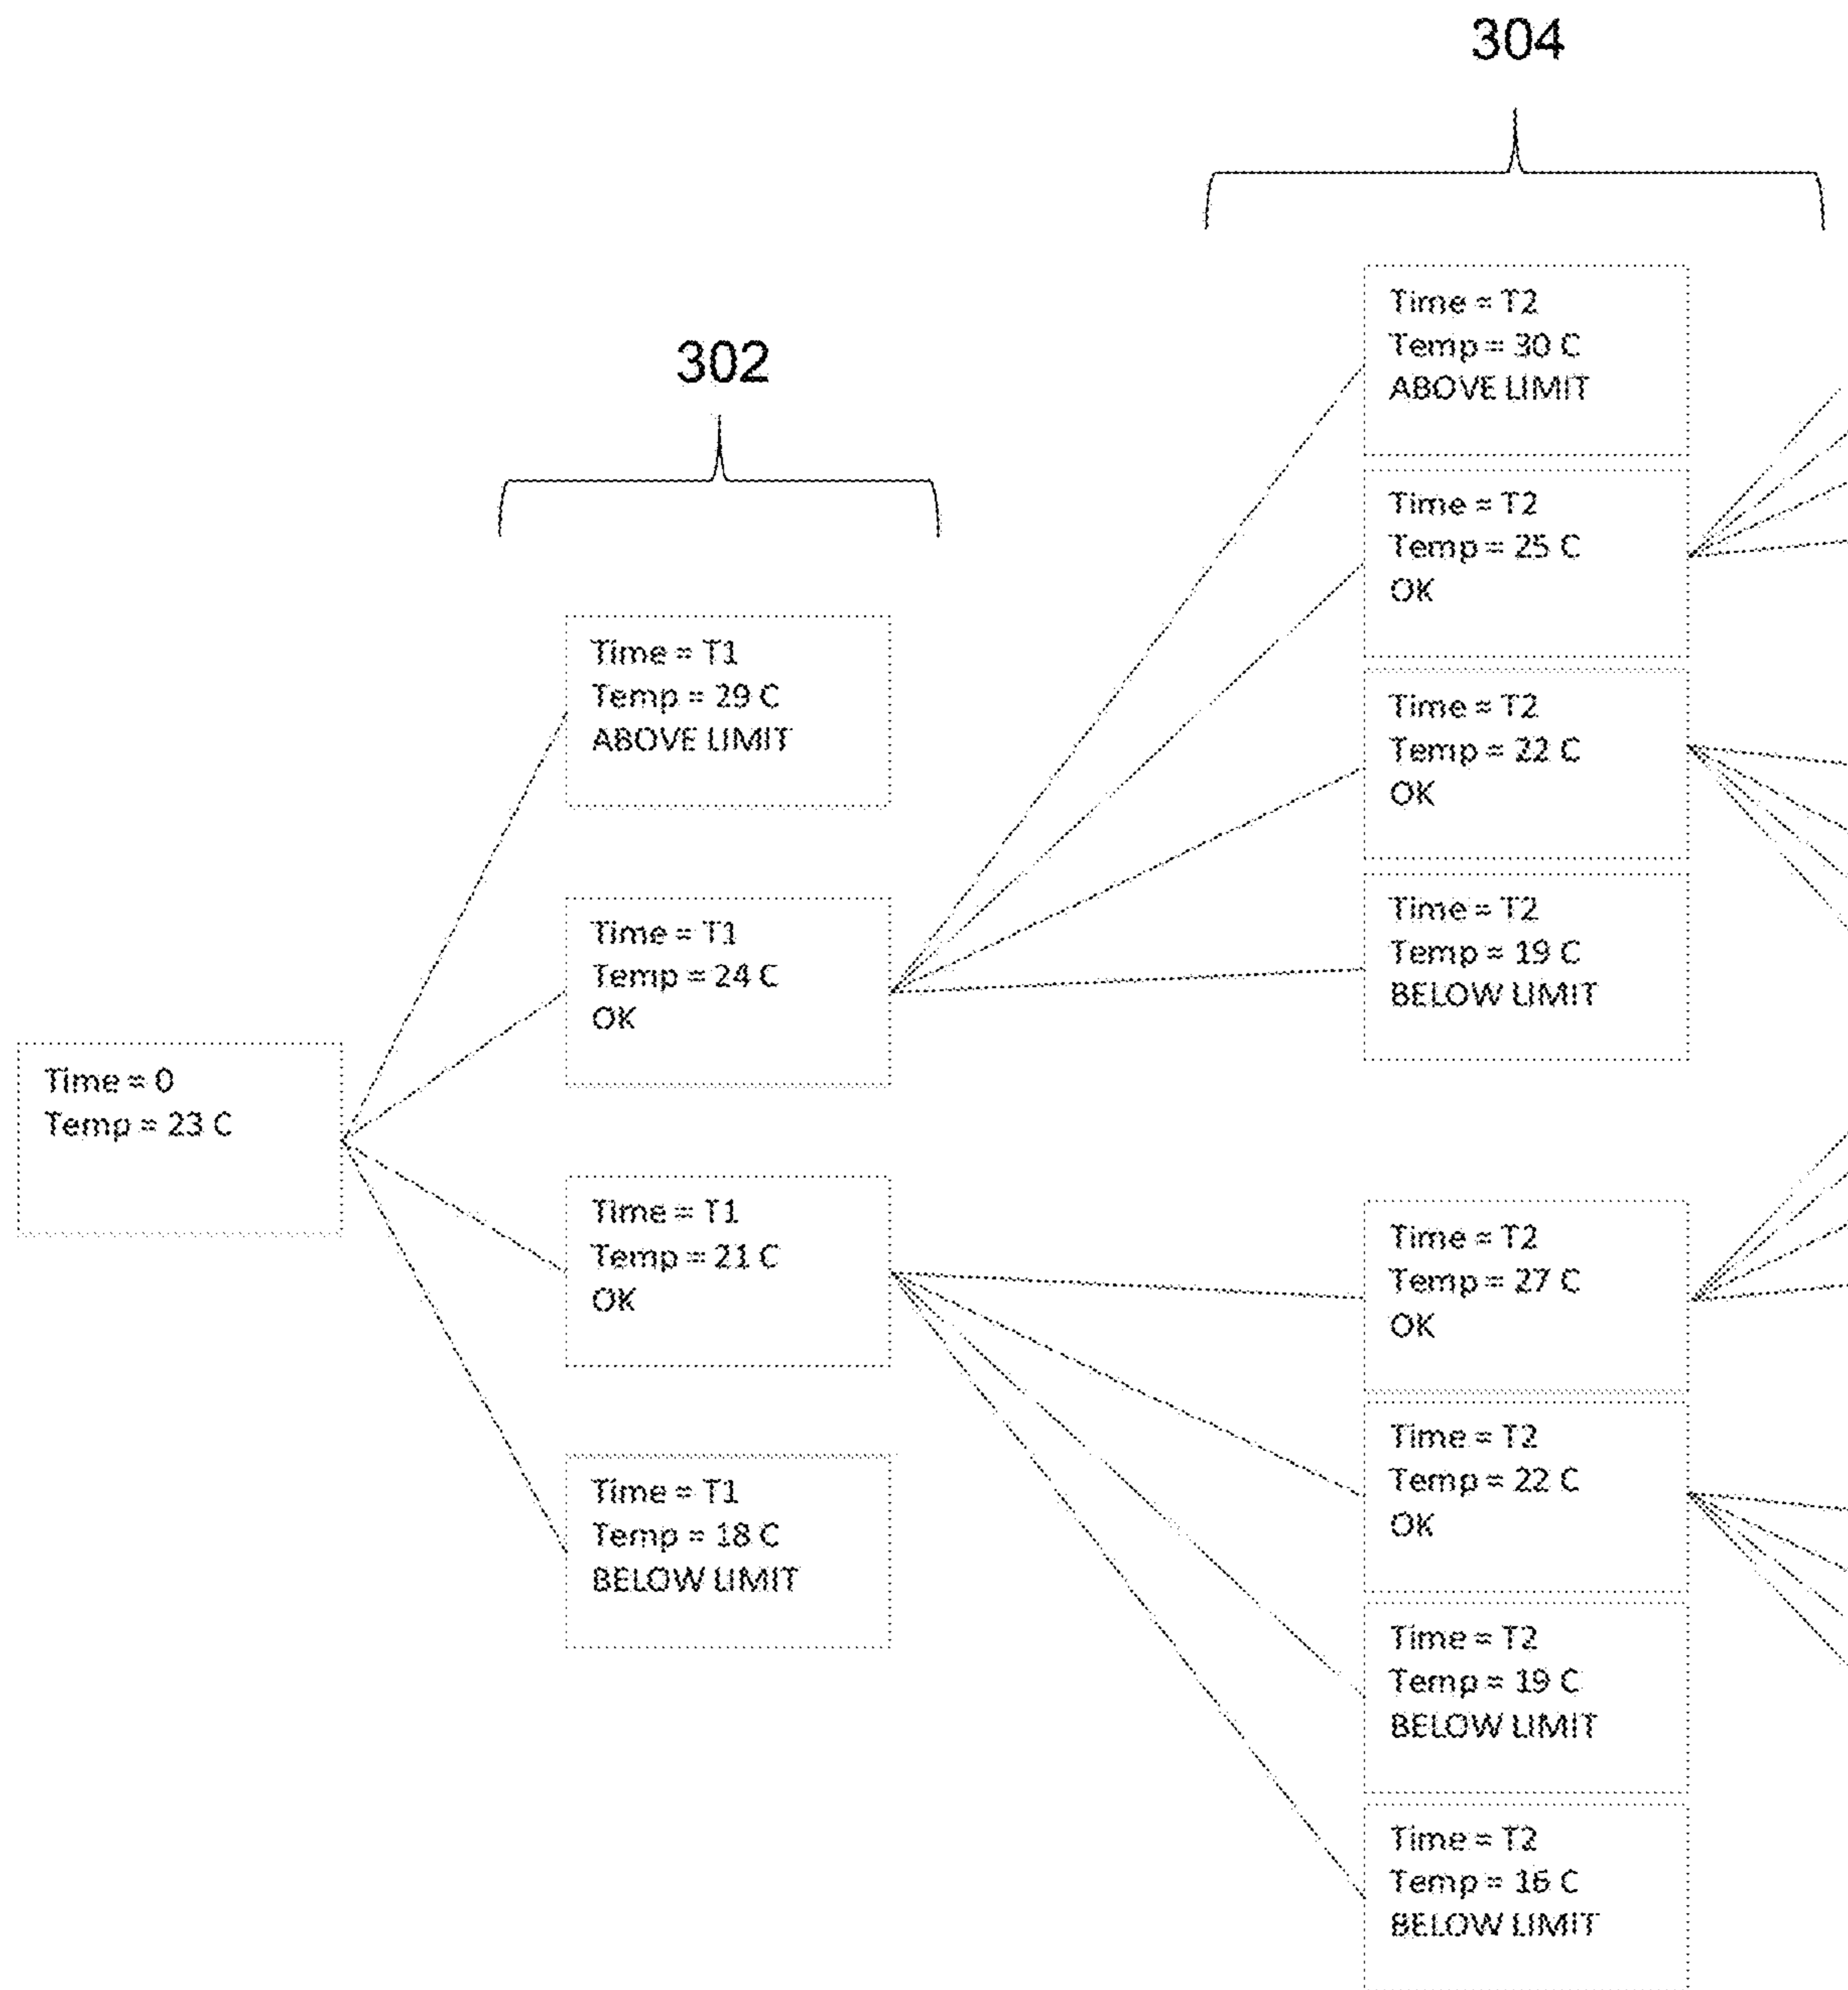 304
302
Time = 0
Temp = 23 C
Time = T1
Temp = 29 C
ABOVE LIMIT
Time = T1
Temp = 24 C
OK
Time = T1
Temp = 21 C
OK
Time = T1
Temp = 18 C
BELOW LIMIT
Time = T2
Temp = 30 C
ABOVE LIMIT
Time = T2
Temp = 25 C
OK
Time = T2
Temp = 22 C
OK
Time = T2
Temp = 19 C
BELOW LIMIT
Time = T2
Temp = 27 C
OK
Time = T2
Temp = 22 C
OK
Time = T2
Temp = 19 C
BELOW LIMIT
Time = T2
Temp = 16 C
BELOW LIMIT